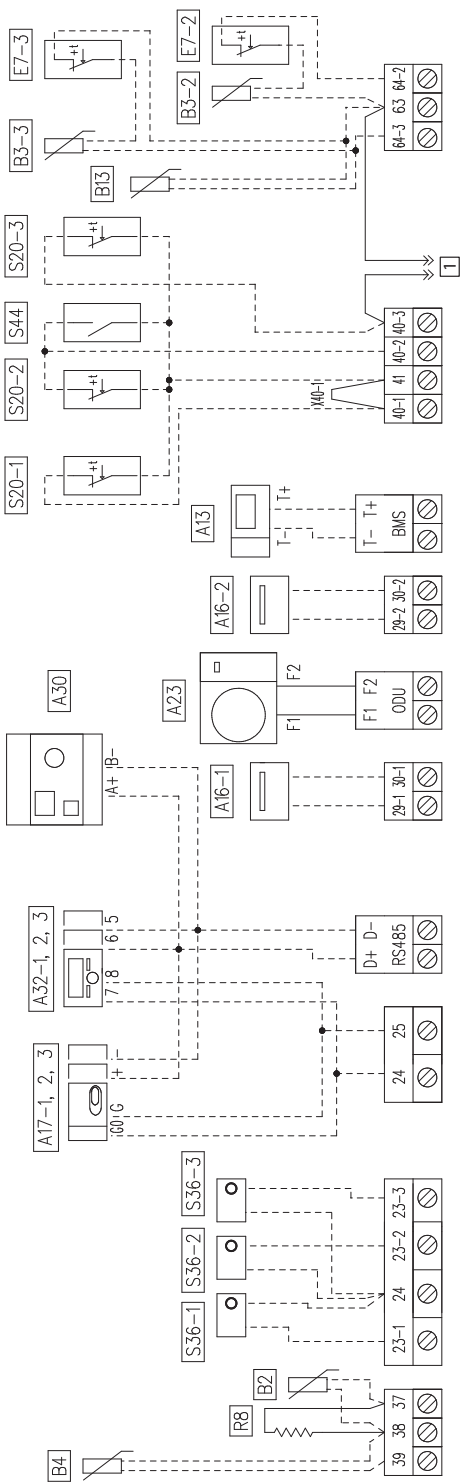 B4
R8
B2
39
38
37
S36-1
S36-2
S36-3
23-1
24
23-2
23-3
A17-1, 2, 3
G0
G
+
-
A32-1, 2, 3
7
8
6
5
24
25
A30
A+
B-
D+
D-
RS485
A16-1
29-1
30-1
A23
F1
F2
F1
F2
ODU
A16-2
29-2
30-2
A13
T-
T+
T-
T+
BMS
S20-1
+t
S20-2
+t
S44
S20-3
+t
X40-1
40-1
41
40-2
40-3
1
B13
B3-3
E7-3
+t
B3-2
E7-2
+t
64-3
63
64-2